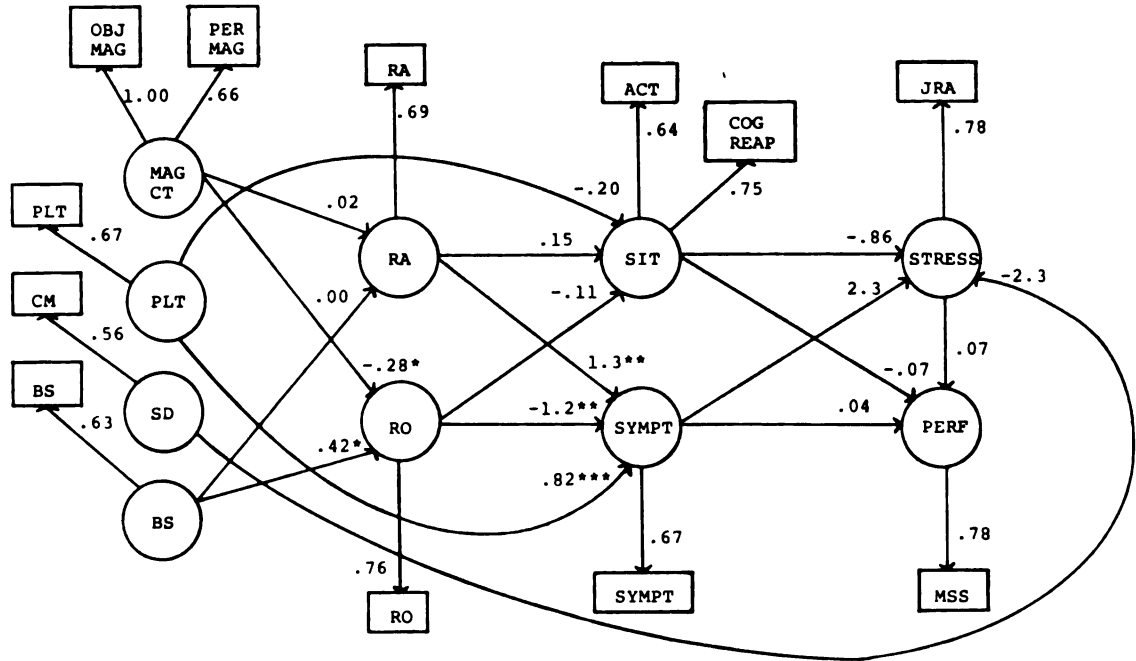 OBJ
MAG
PER
MAG
1.00
.66
RA
.69
ACT
.64
COG
REAP
.75
JRA
.78
MAG
CT
PLT
.67
.02
-.20
RA
.15
SIT
-.86
STRESS
-2.3
PLT
CM
.56
.00
-.11
2.3
BS
.63
SD
-.28*
1.3**
-.07
.07
RO
-1.2**
SYMPT
.04
PERF
.42*
.82***
BS
.76
RO
.67
SYMPT
.78
MSS